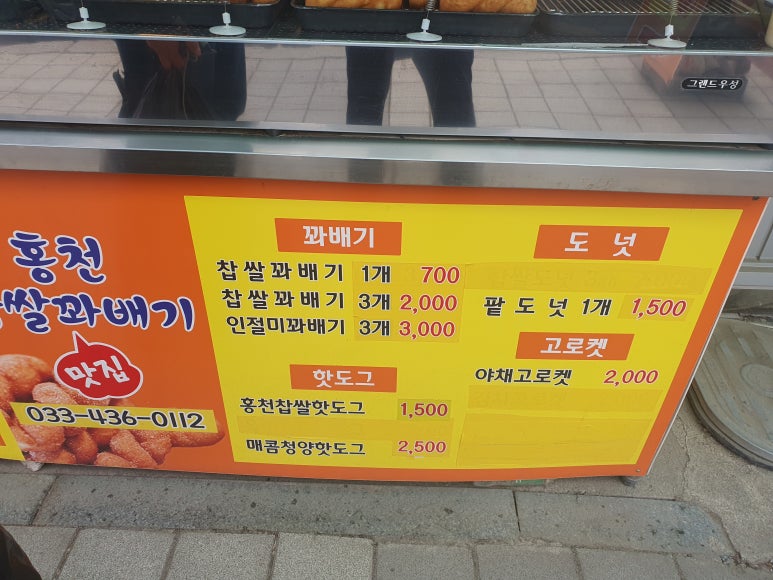 그랜드우성
홍천
찹쌀꽈배기
맛집
033-436-0112
꽈배기
찹쌀꽈배기 1개 700
찹쌀꽈배기 3개 2,000
인절미꽈배기 3개 3,000
핫도그
홍천찹쌀핫도그 1,500
매콤청양핫도그 2,500
도넛
팥도넛 1개 1,500
고로켓
야채고로켓 2,000